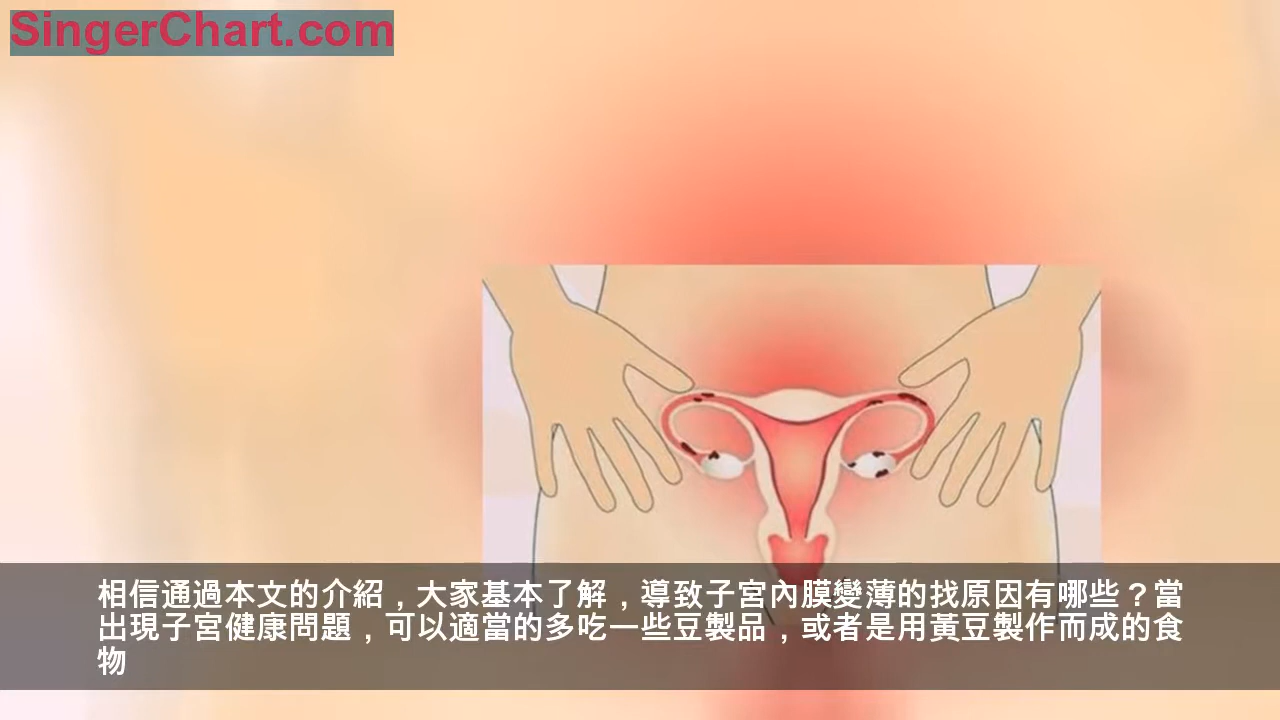 SingerChart.com
相信通過本文的介紹，大家基本了解，導致子宮內膜變薄的找原因有哪些？當
出現子宮健康問題，可以適當的多吃一些豆製品，或者是用黃豆製作而成的食
物